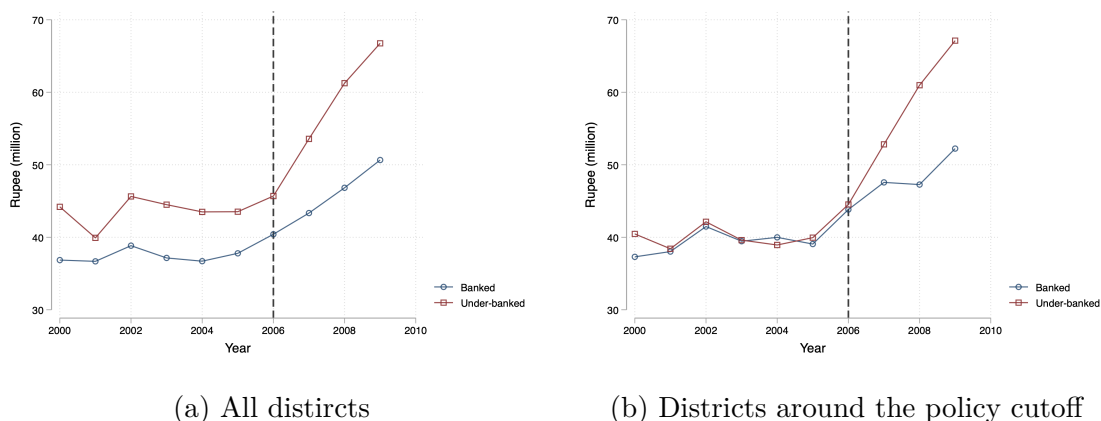 70
60
50
40
30
Rupee (million)
2000 2002 2004 2006 2008 2010
Year
Banked
Under-banked
(a) All distircts
70
60
50
40
30
Rupee (million)
2000 2002 2004 2006 2008 2010
Year
Banked
Under-banked
(b) Districts around the policy cutoff